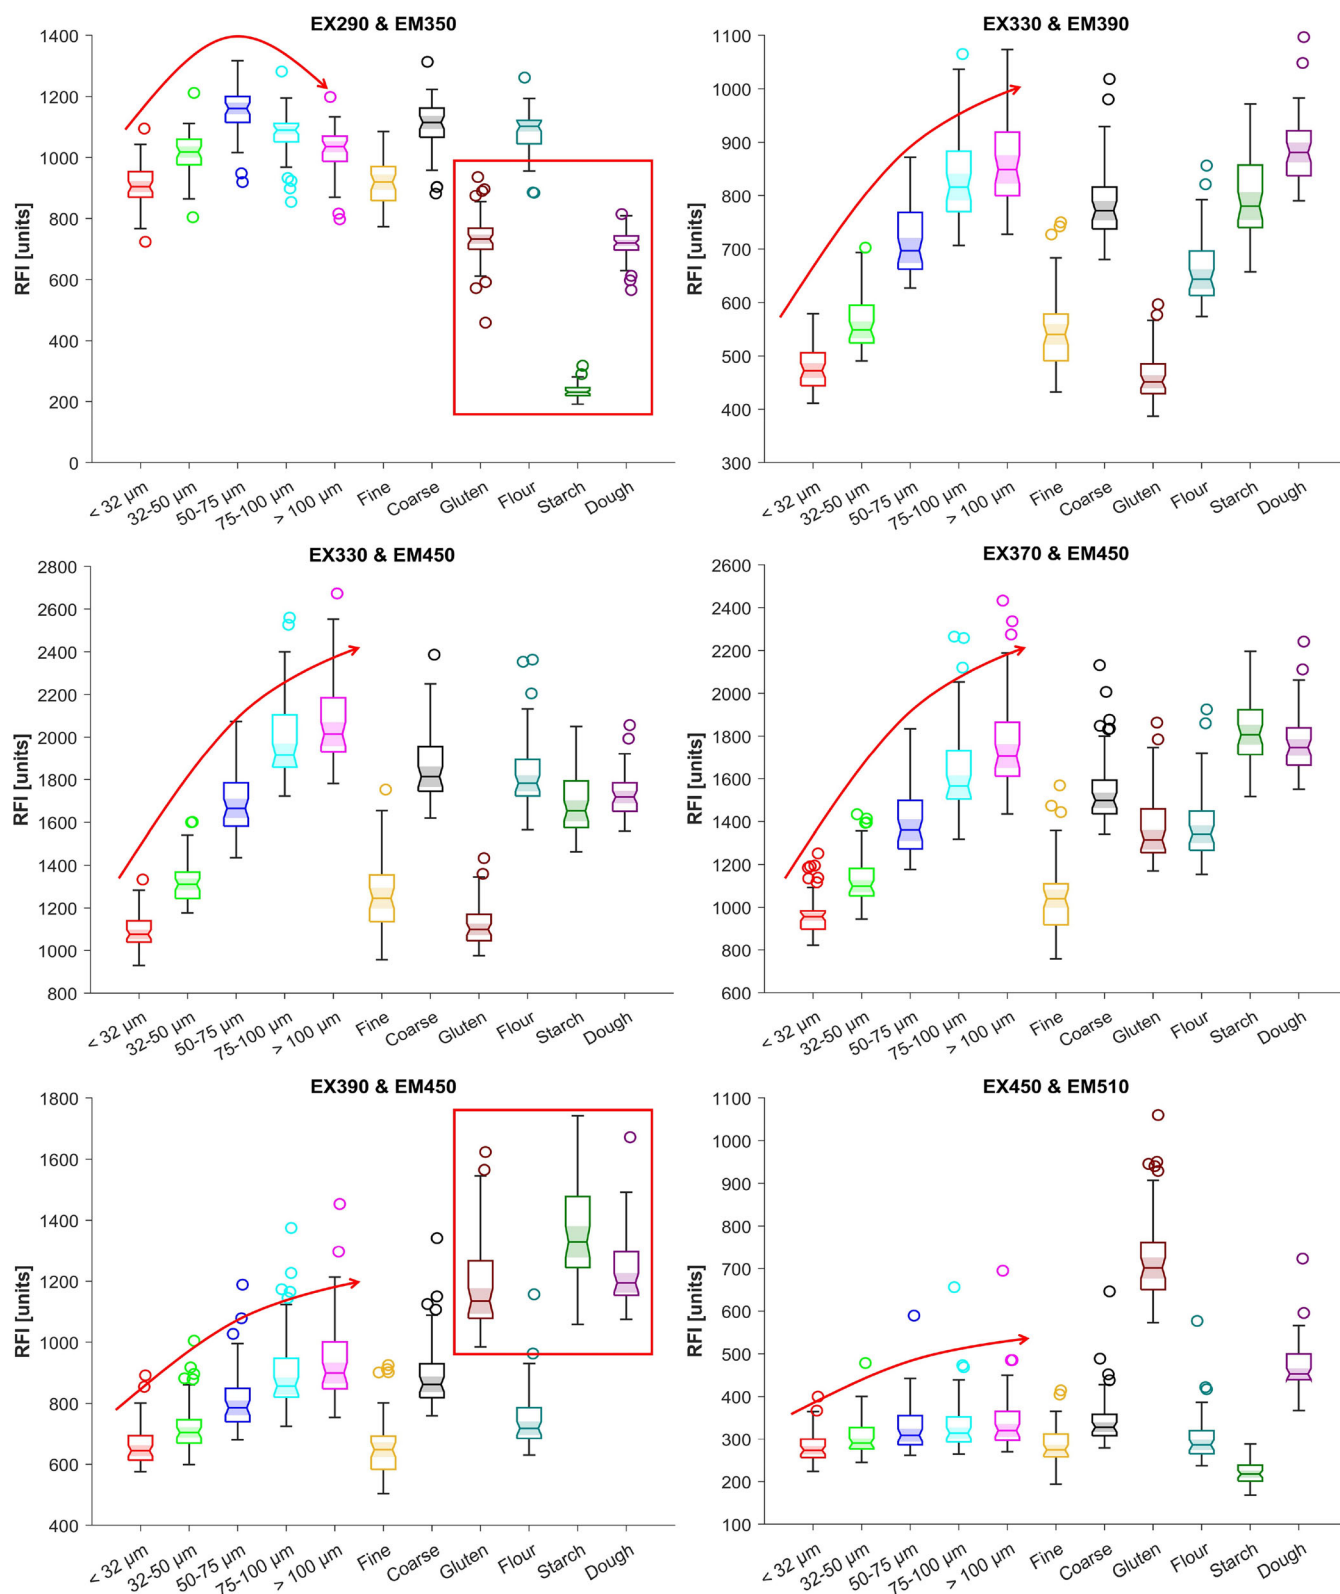 EX290 & EM350
RFI [units]
1400
1200
1000
800
600
400
200
0
< 32 µm
32-50 µm
50-75 µm
75-100 µm
> 100 µm
Fine
Coarse
Gluten
Flour
Starch
Dough
EX330 & EM390
RFI [units]
1100
1000
900
800
700
600
500
400
300
< 32 µm
32-50 µm
50-75 µm
75-100 µm
> 100 µm
Fine
Coarse
Gluten
Flour
Starch
Dough
EX330 & EM450
RFI [units]
2800
2600
2400
2200
2000
1800
1600
1400
1200
1000
800
< 32 µm
32-50 µm
50-75 µm
75-100 µm
> 100 µm
Fine
Coarse
Gluten
Flour
Starch
Dough
EX370 & EM450
RFI [units]
2600
2400
2200
2000
1800
1600
1400
1200
1000
800
600
< 32 µm
32-50 µm
50-75 µm
75-100 µm
> 100 µm
Fine
Coarse
Gluten
Flour
Starch
Dough
EX390 & EM450
RFI [units]
1800
1600
1400
1200
1000
800
600
400
< 32 µm
32-50 µm
50-75 µm
75-100 µm
> 100 µm
Fine
Coarse
Gluten
Flour
Starch
Dough
EX450 & EM510
RFI [units]
1100
1000
900
800
700
600
500
400
300
200
100
< 32 µm
32-50 µm
50-75 µm
75-100 µm
> 100 µm
Fine
Coarse
Gluten
Flour
Starch
Dough